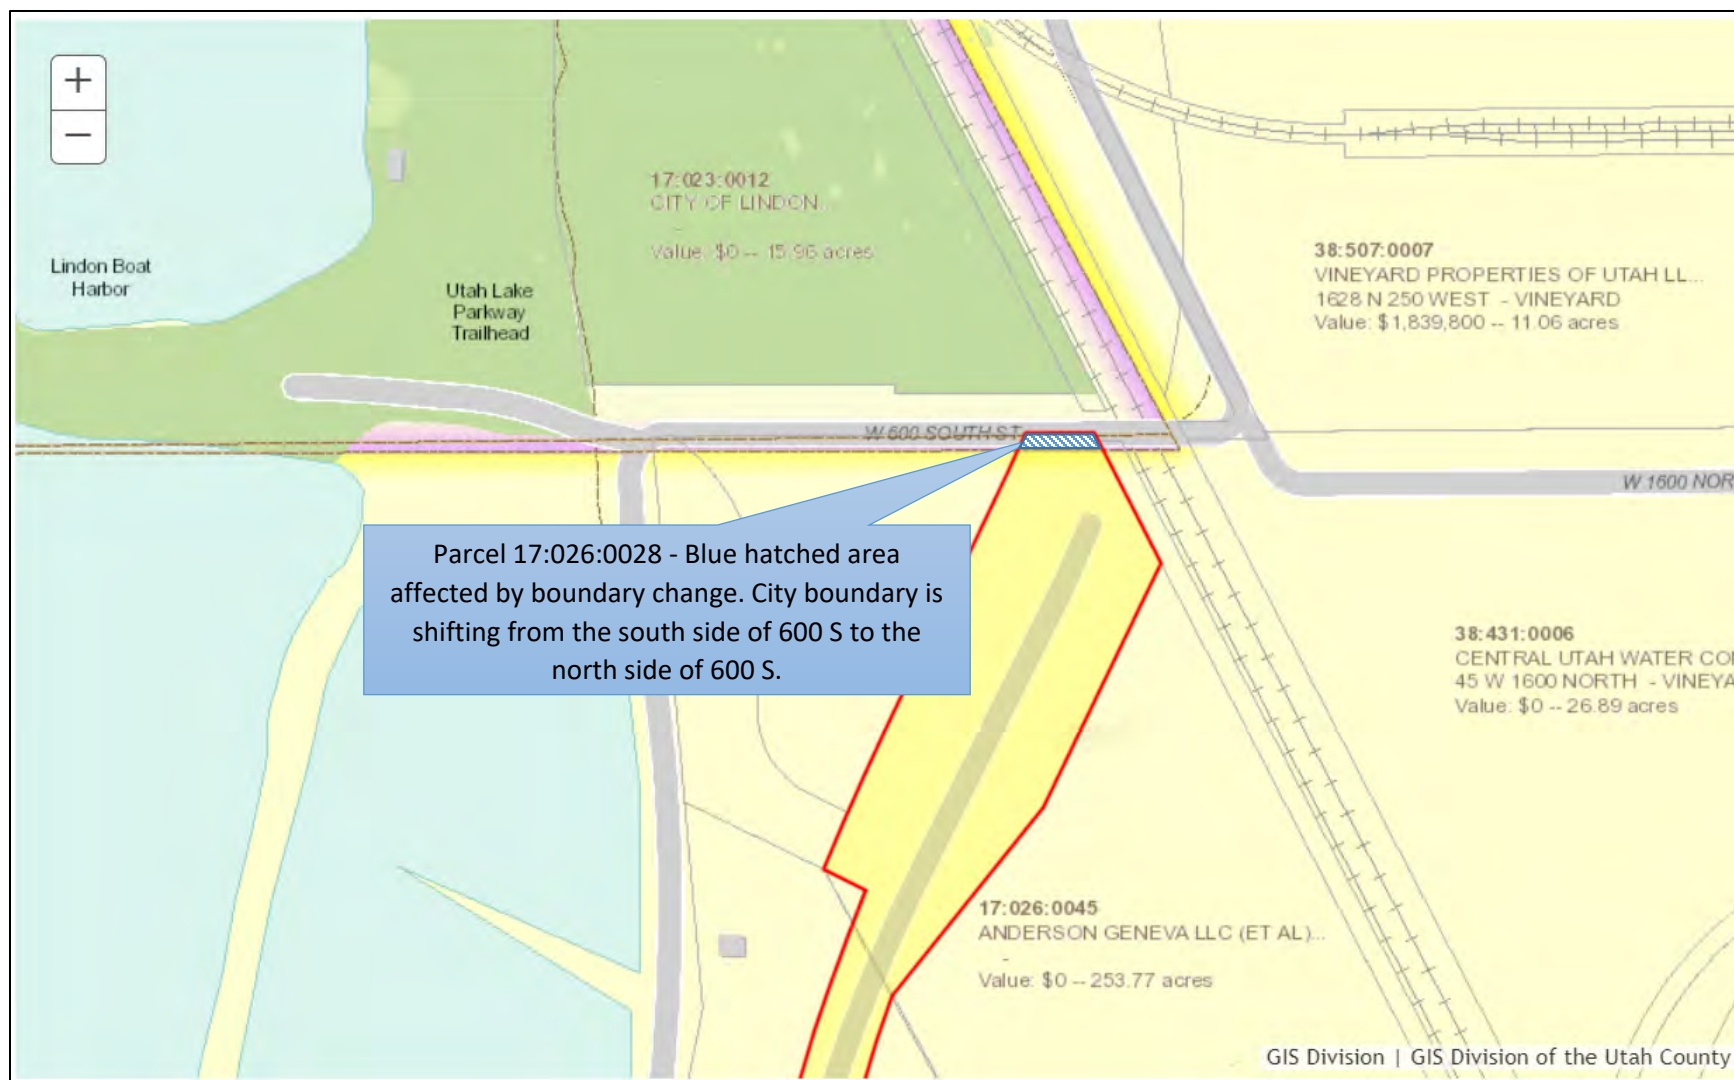 +
−
17:023:0012
CITY OF LINDON...
-
Value: $0 -- 15.96 acres
Lindon Boat
Harbor
Utah Lake
Parkway
Trailhead
38:507:0007
VINEYARD PROPERTIES OF UTAH LL...
1628 N 250 WEST - VINEYARD
Value: $1,839,800 -- 11.06 acres
W 600 SOUTH ST
W 1600 NOR
Parcel 17:026:0028 - Blue hatched area
affected by boundary change. City boundary is
shifting from the south side of 600 S to the
north side of 600 S.
38:431:0006
CENTRAL UTAH WATER CO
45 W 1600 NORTH - VINEYA
Value: $0 -- 26.89 acres
17:026:0045
ANDERSON GENEVA LLC (ET AL)...
-
Value: $0 -- 253.77 acres
GIS Division | GIS Division of the Utah County